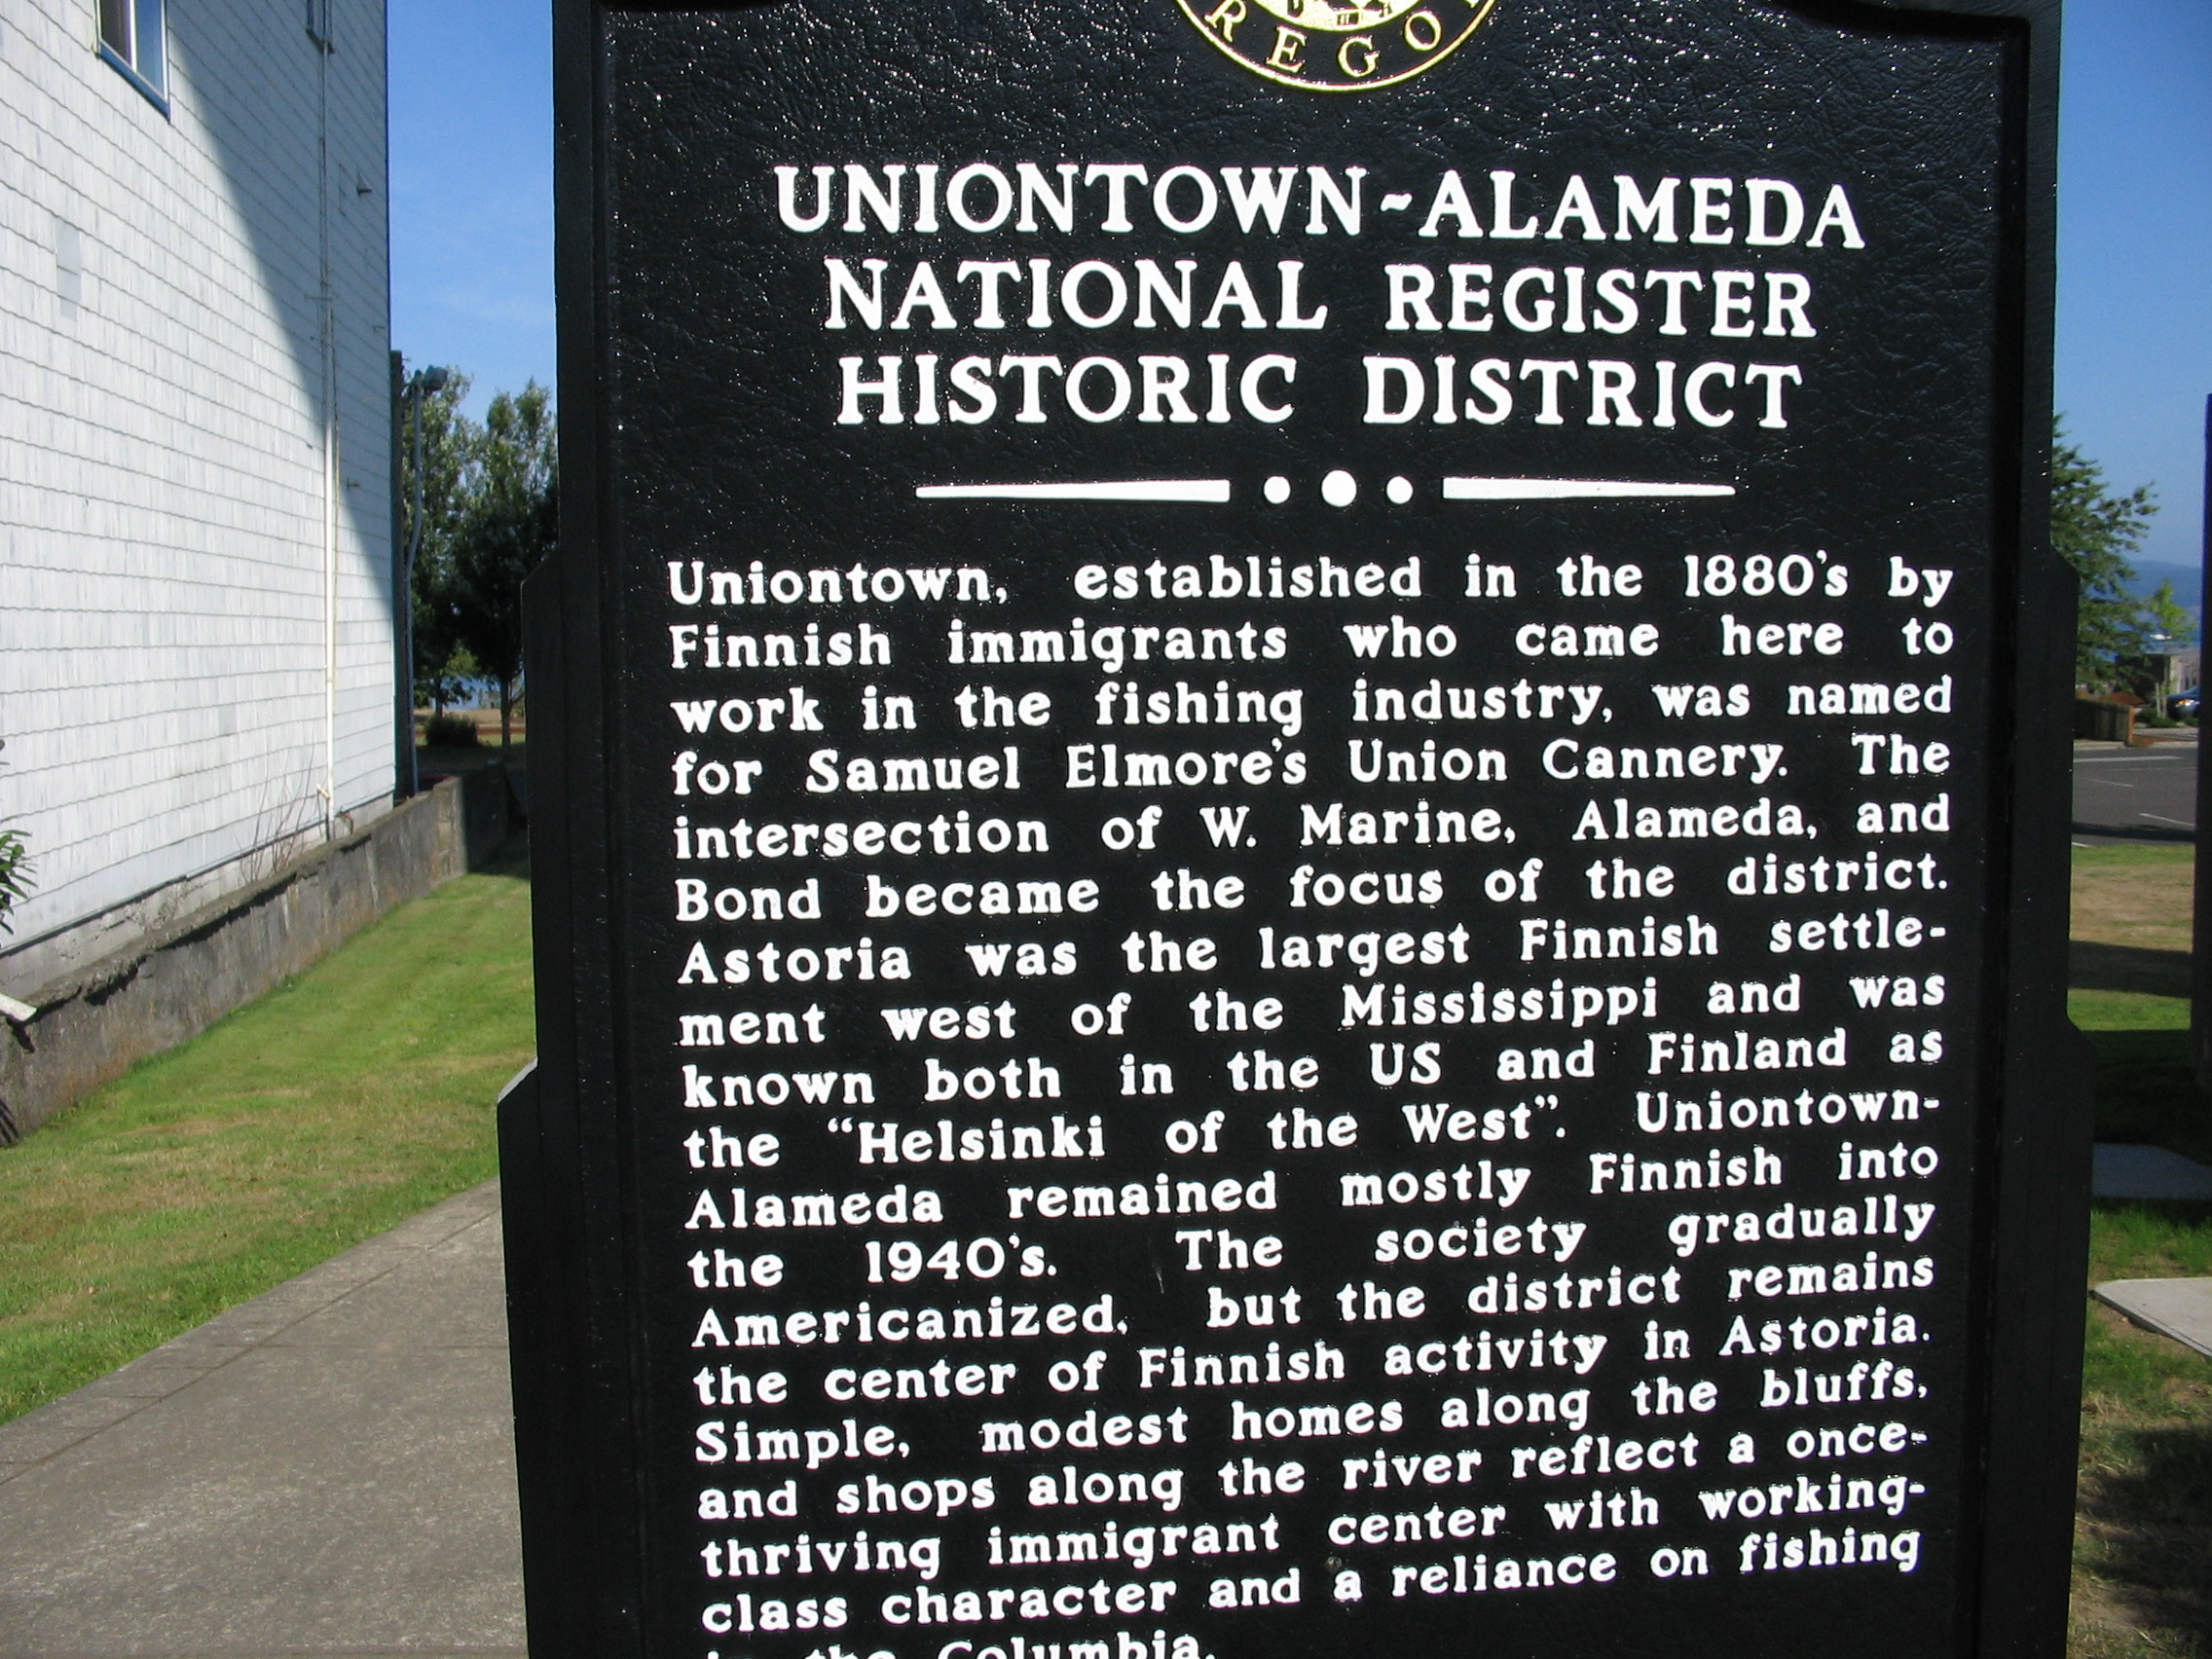 REGO
UNIONTOWN~ALAMEDA
NATIONAL REGISTER
HISTORIC DISTRICT
Uniontown, established in the 1880's by
Finnish immigrants who came here to
work in the fishing industry, was named
for Samuel Elmore's Union Cannery. The
intersection of W. Marine, Alameda, and
Bond became the focus of the district.
Astoria was the largest Finnish settle-
ment west of the Mississippi and was
known both in the US and Finland as
the “Helsinki of the West”. Uniontown-
Alameda remained mostly Finnish into
the 1940's. The society gradually
Americanized, but the district remains
the center of Finnish activity in Astoria.
Simple, modest homes along the bluffs,
and shops along the river reflect a once-
thriving immigrant center with working-
class character and a reliance on fishing
in the Columbia.